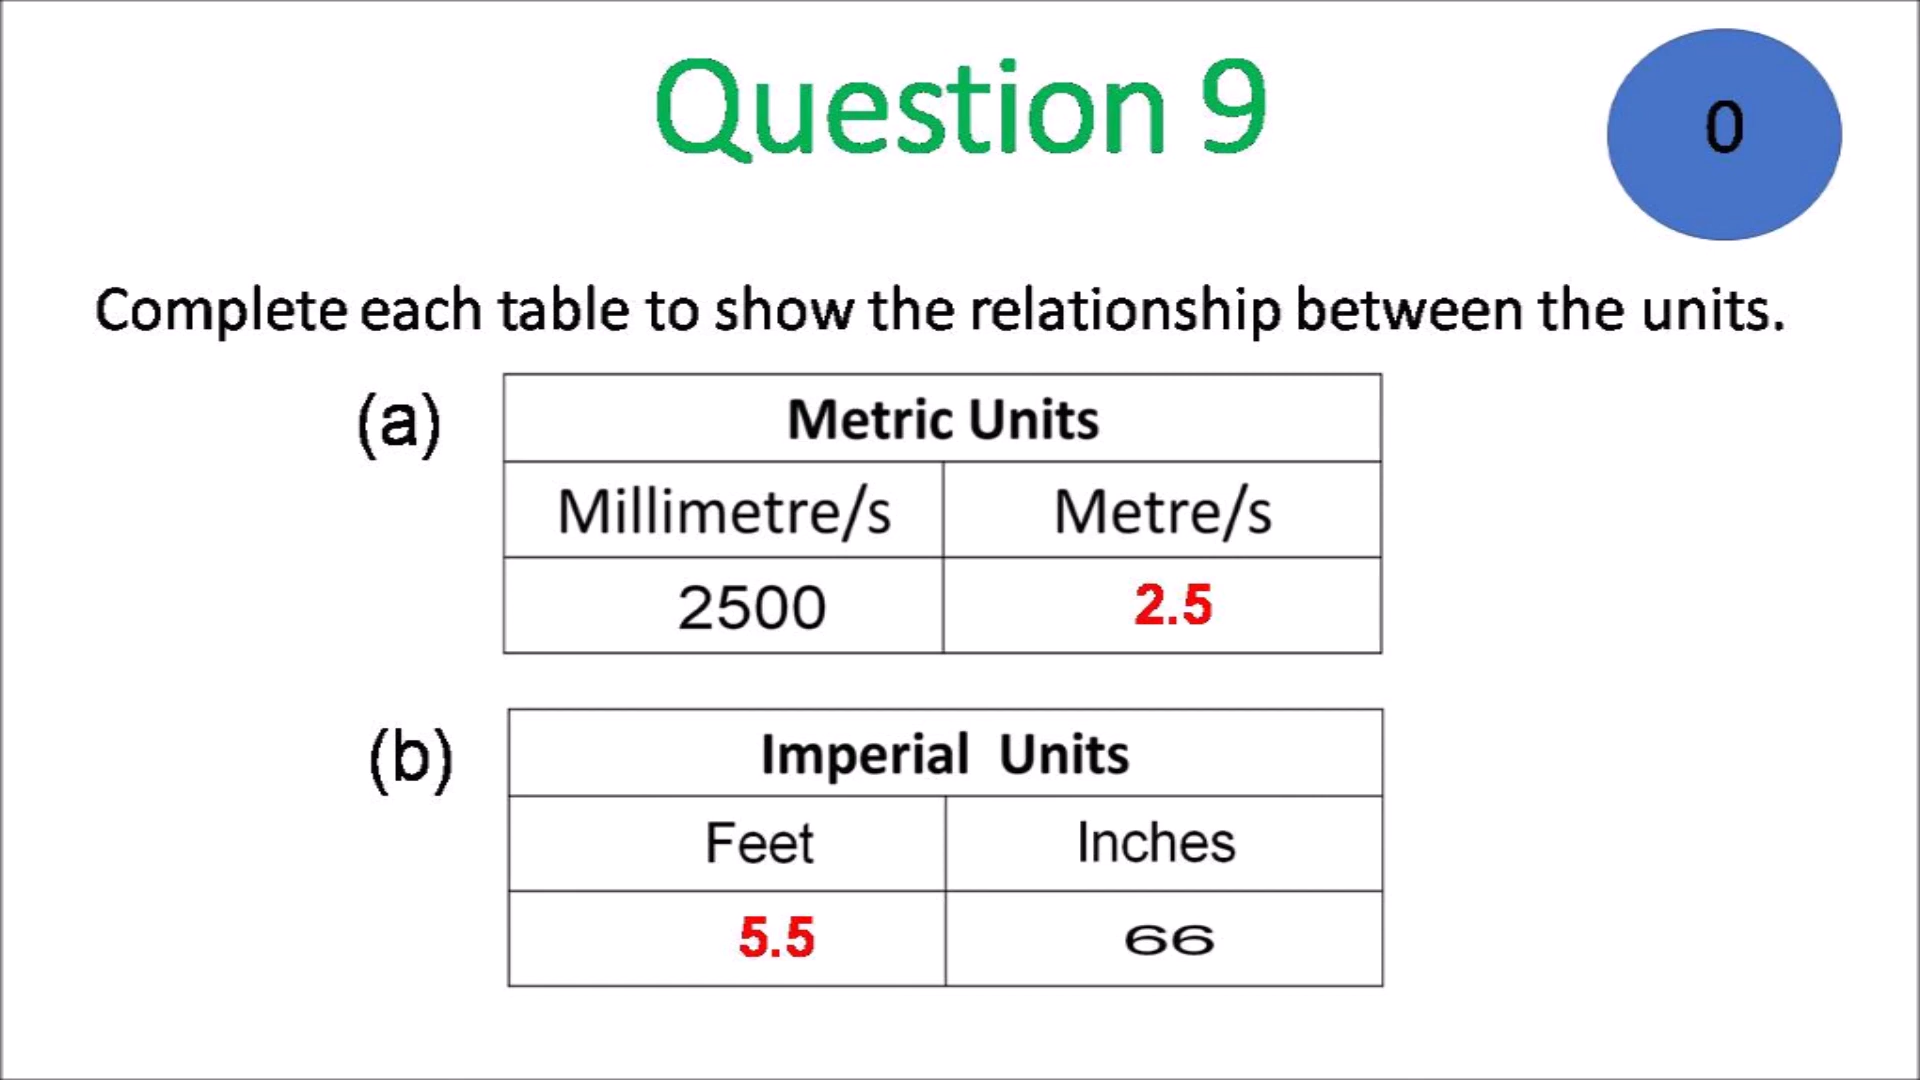 Question 9
0
Complete each table to show the relationship between the units.
(a)
Metric Units
Millimetre/s Metre/s
2500 2.5
(b)
Imperial Units
Feet Inches
5.5 66